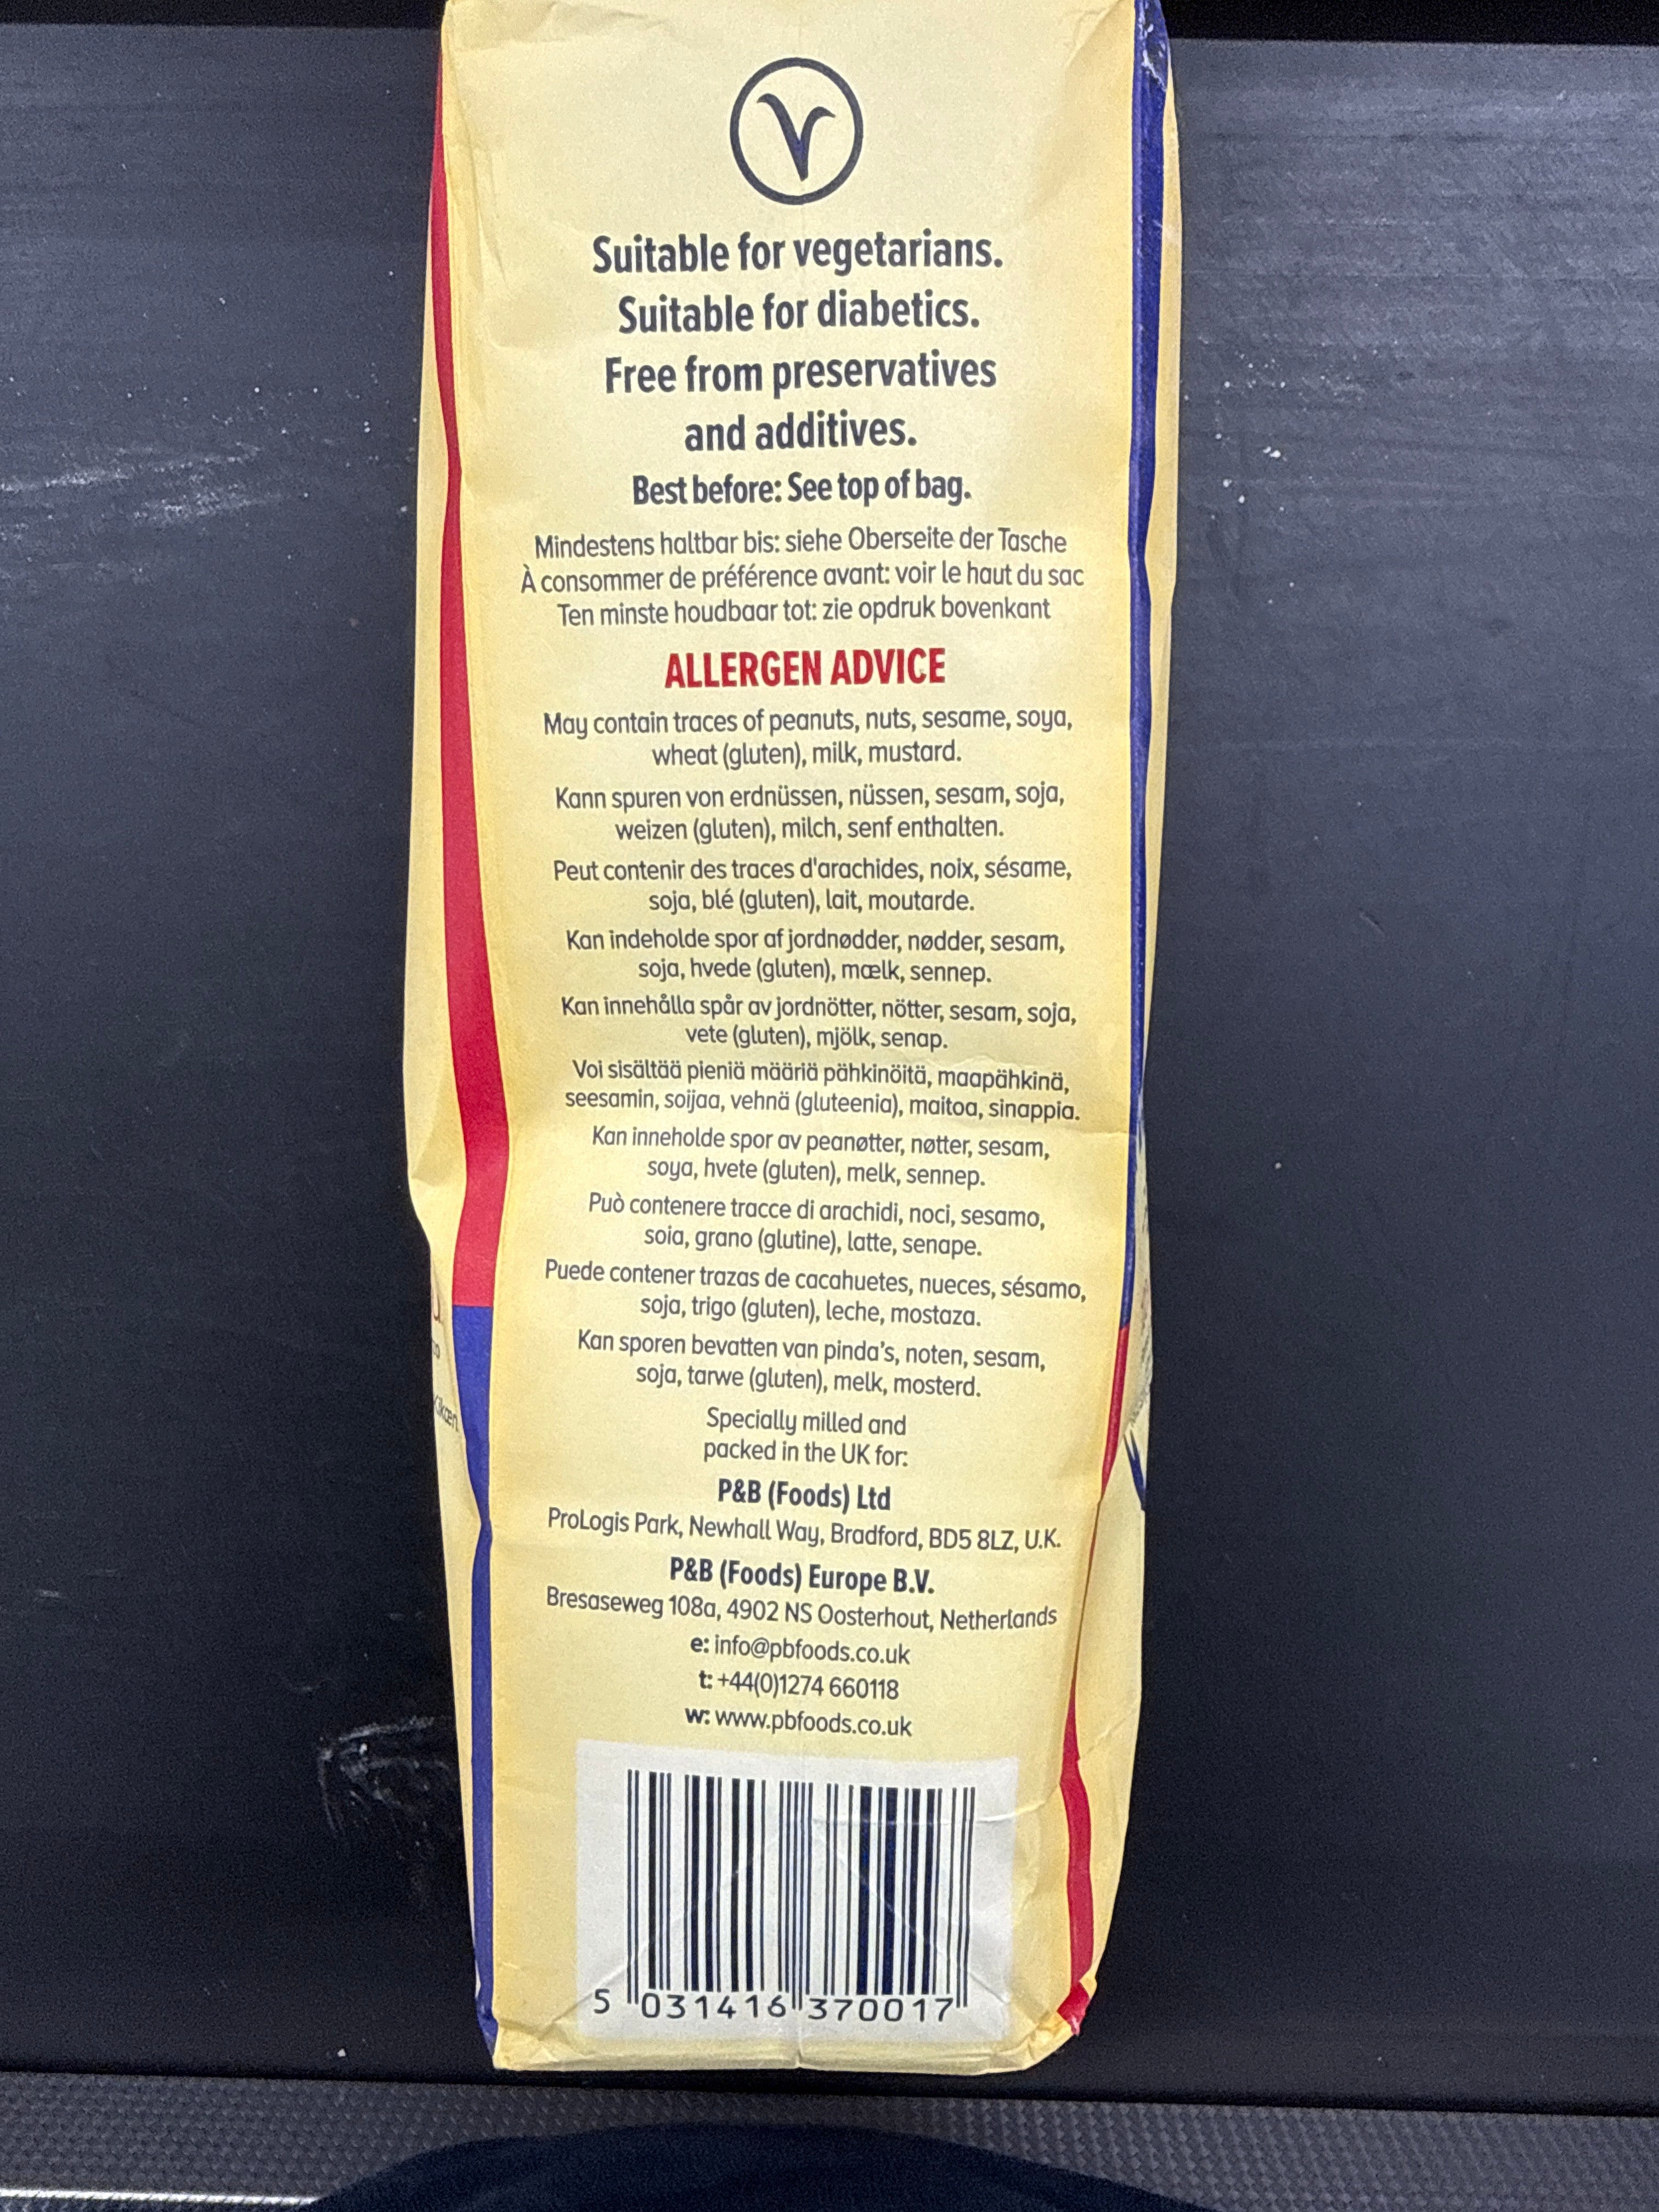 V
Suitable for vegetarians.
Suitable for diabetics.
Free from preservatives
and additives.
Best before: See top of bag.
Mindestens haltbar bis: siehe Oberseite der Tasche
À consommer de préférence avant: voir le haut du sac
Ten minste houdbaar tot: zie opdruk bovenkant
ALLERGEN ADVICE
May contain traces of peanuts, nuts, sesame, soya,
wheat (gluten), milk, mustard.
Kann spuren von erdnüssen, nüssen, sesam, soja,
weizen (gluten), milch, senf enthalten.
Peut contenir des traces d'arachides, noix, sésame,
soja, blé (gluten), lait, moutarde.
Kan indeholde spor af jordnødder, nødder, sesam,
soja, hvede (gluten), mælk, sennep.
Kan innehålla spår av jordnötter, nötter, sesam, soja,
vete (gluten), mjölk, senap.
Voi sisältää pieniä määriä pähkinöitä, maapähkinä,
seesamin, soijaa, vehnä (gluteenia), maitoa, sinappia.
Kan inneholde spor av peanøtter, nøtter, sesam,
soya, hvete (gluten), melk, sennep.
Può contenere tracce di arachidi, noci, sesamo,
soia, grano (glutine), latte, senape.
Puede contener trazas de cacahuetes, nueces, sésamo,
soja, trigo (gluten), leche, mostaza.
Kan sporen bevatten van pinda's, noten, sesam,
soja, tarwe (gluten), melk, mosterd.
Specially milled and
packed in the UK for:
P&B (Foods) Ltd
ProLogis Park, Newhall Way, Bradford, BD5 8LZ, U.K.
P&B (Foods) Europe B.V.
Bresaseweg 108a, 4902 NS Oosterhout, Netherlands
e: info@pbfoods.co.uk
t: +44(0)1274 660118
w: www.pbfoods.co.uk
5 031416 370017